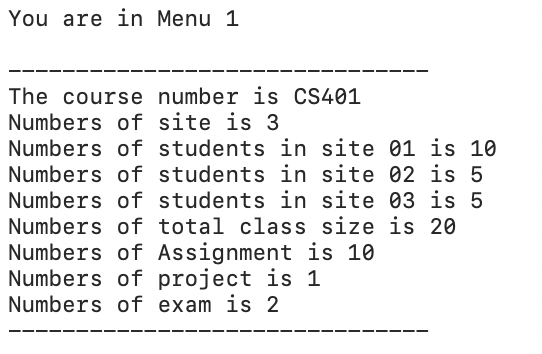 You are in Menu 1
-------------------------------
The course number is CS401
Numbers of site is 3
Numbers of students in site 01 is 10
Numbers of students in site 02 is 5
Numbers of students in site 03 is 5
Numbers of total class size is 20
Numbers of Assignment is 10
Numbers of project is 1
Numbers of exam is 2
-------------------------------